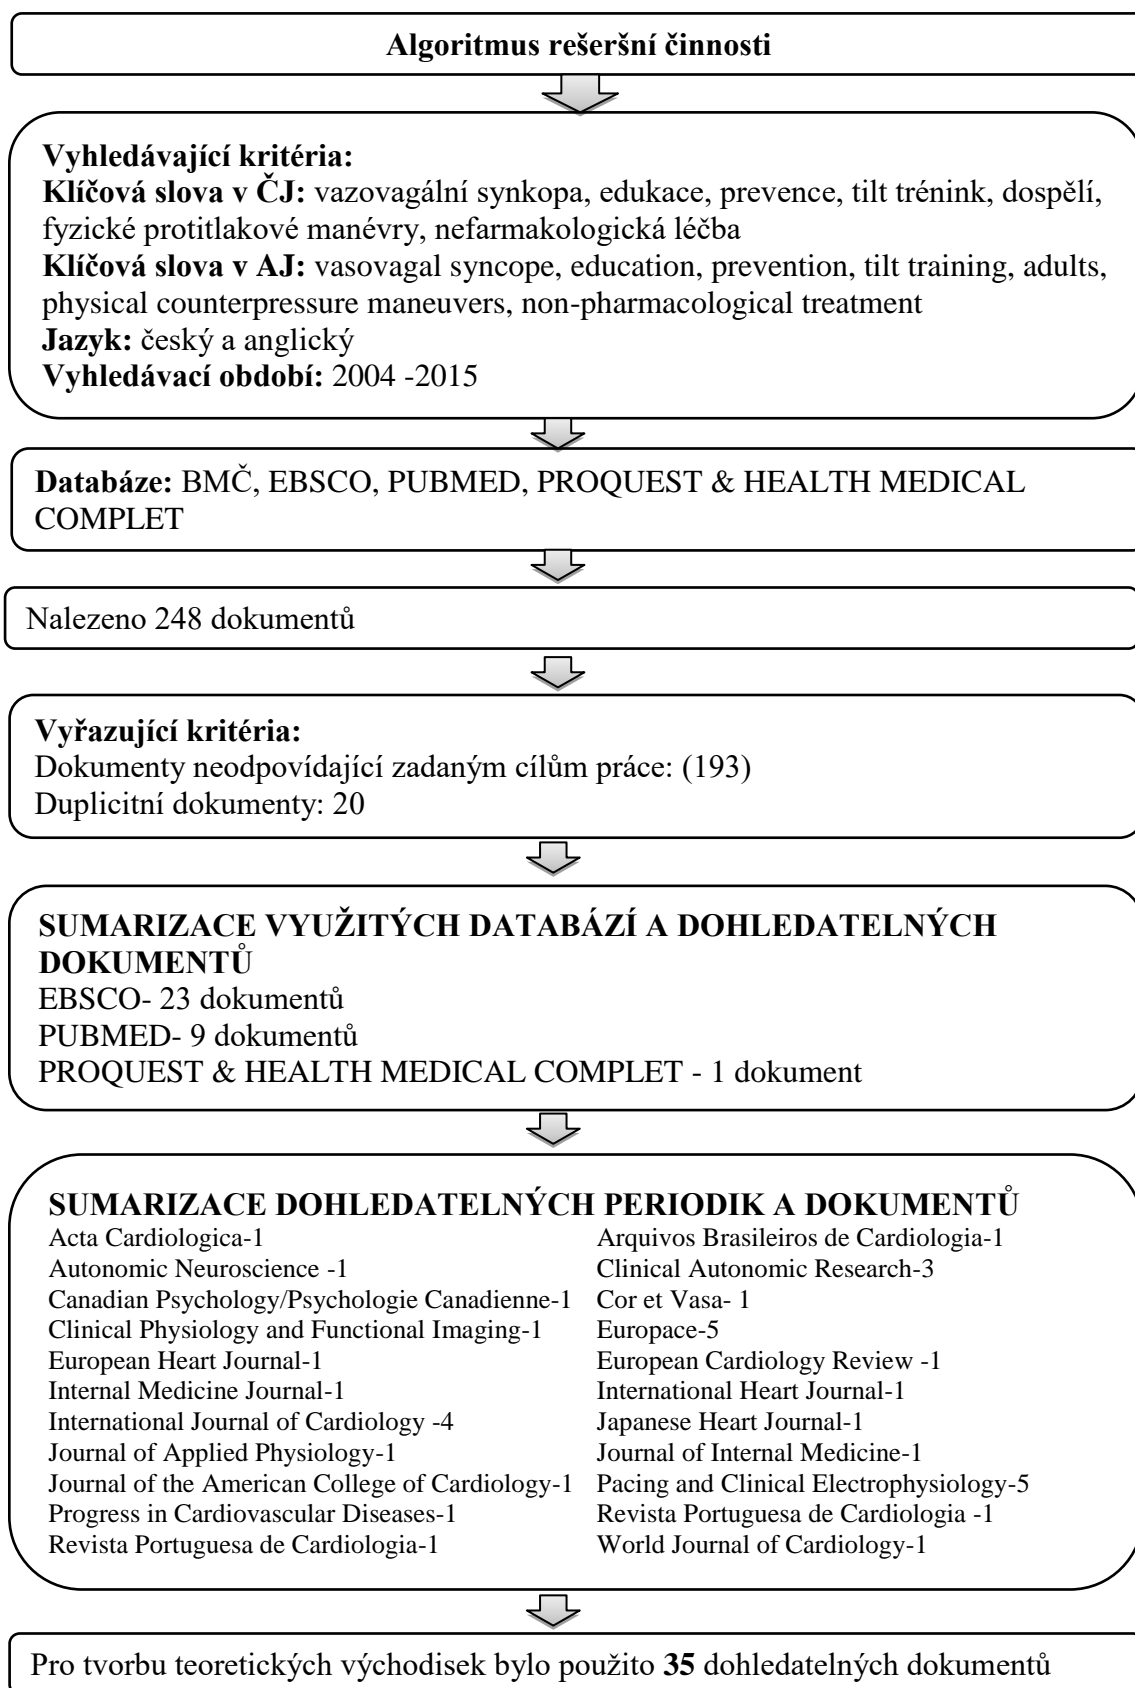 Algoritmus rešeršní činnosti
Vyhledávající kritéria:
Klíčová slova v ČJ: vazovagální synkopa, edukace, prevence, tilt trénink, dospělí,
fyzické protitlakové manévry, nefarmakologická léčba
Klíčová slova v AJ: vasovagal syncope, education, prevention, tilt training, adults,
physical counterpressure maneuvers, non-pharmacological treatment
Jazyk: český a anglický
Vyhledávací období: 2004 -2015
Databáze: BMČ, EBSCO, PUBMED, PROQUEST & HEALTH MEDICAL
COMPLET
Nalezeno 248 dokumentů
Vyřazující kritéria:
Dokumenty neodpovídající zadaným cílům práce: (193)
Duplicitní dokumenty: 20
SUMARIZACE VYUŽITÝCH DATABÁZÍ A DOHLEDATELNÝCH
DOKUMENTŮ
EBSCO- 23 dokumentů
PUBMED- 9 dokumentů
PROQUEST & HEALTH MEDICAL COMPLET - 1 dokument
SUMARIZACE DOHLEDATELNÝCH PERIODIK A DOKUMENTŮ
Acta Cardiologica-1
Autonomic Neuroscience -1
Canadian Psychology/Psychologie Canadienne-1
Clinical Physiology and Functional Imaging-1
European Heart Journal-1
Internal Medicine Journal-1
International Journal of Cardiology -4
Journal of Applied Physiology-1
Journal of the American College of Cardiology-1
Progress in Cardiovascular Diseases-1
Revista Portuguesa de Cardiologia-1
Arquivos Brasileiros de Cardiologia-1
Clinical Autonomic Research-3
Cor et Vasa- 1
Europace-5
European Cardiology Review -1
International Heart Journal-1
Japanese Heart Journal-1
Journal of Internal Medicine-1
Pacing and Clinical Electrophysiology-5
Revista Portuguesa de Cardiologia -1
World Journal of Cardiology-1
Pro tvorbu teoretických východisek bylo použito 35 dohledatelných dokumentů